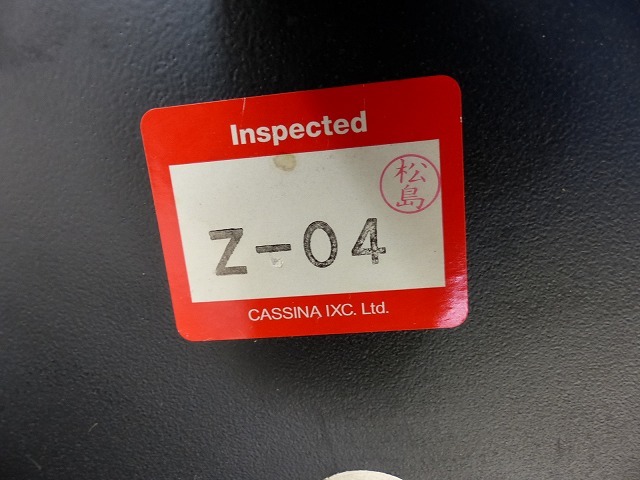 Inspected
松島
Z-04
CASSINA IXC. Ltd.